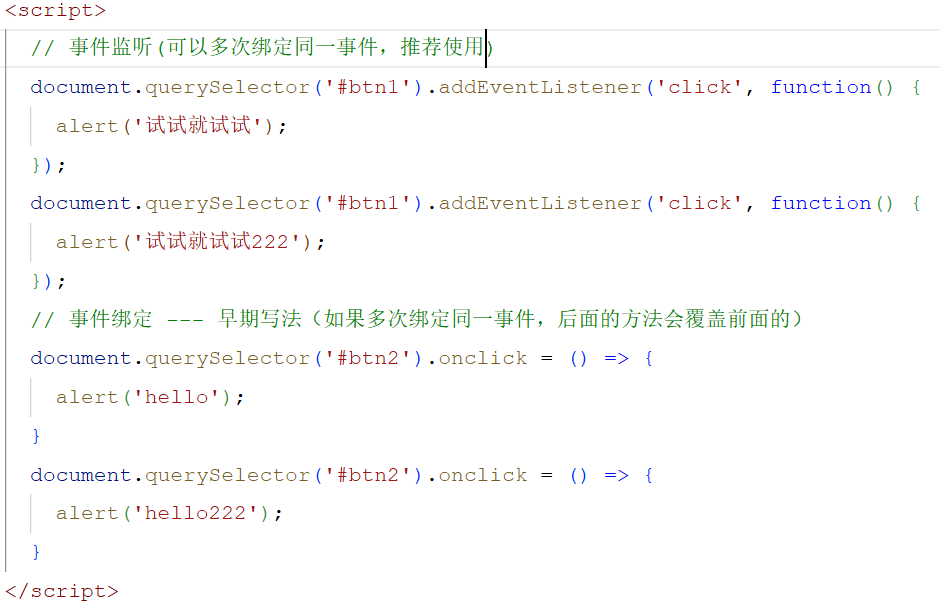 <script>
// 事件监听(可以多次绑定同一事件，推荐使用)
document.querySelector('#btn1').addEventListener('click', function() {
alert('试试就试试');
});
document.querySelector('#btn1').addEventListener('click', function() {
alert('试试就试试222');
});
// 事件绑定 --- 早期写法（如果多次绑定同一事件，后面的方法会覆盖前面的）
document.querySelector('#btn2').onclick = () => {
alert('hello');
}
document.querySelector('#btn2').onclick = () => {
alert('hello222');
}
</script>